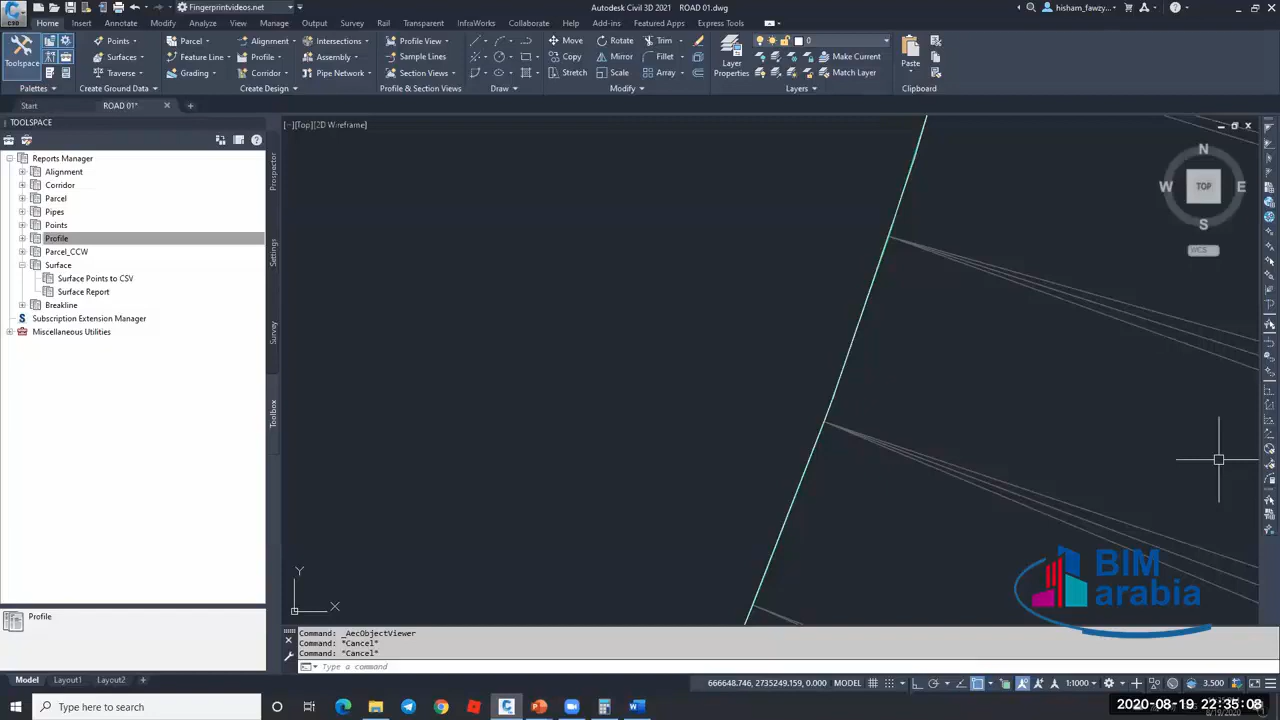 C3D
Fingerprintvideos.net
Autodesk Civil 3D 2021 ROAD 01.dwg
hisham_fawzy...
Home Insert Annotate Modify Analyze View Manage Output Survey Rail Transparent InfraWorks Collaborate Help Add-ins Featured Apps Express Tools
Toolspace
Points Parcel Alignment Intersections Profile View Move Rotate Trim 0
Surfaces Feature Line Profile Assembly Sample Lines Copy Mirror Fillet Make Current
Traverse Grading Corridor Pipe Network Section Views Stretch Scale Array Match Layer
Layer Properties
Paste
Palettes Create Ground Data Create Design Profile & Section Views Draw Modify Layers Clipboard
Start ROAD 01*
TOOLSPACE
[−][Top][2D Wireframe]
Reports Manager
Alignment
Corridor
Parcel
Pipes
Points
Profile
Parcel_CCW
Surface
Surface Points to CSV
Surface Report
Breakline
Subscription Extension Manager
Miscellaneous Utilities
Prospector
Settings
Survey
Toolbox
N
W TOP E
S
WCS
Y
X
BIM
arabia
Profile
Command: _AecObjectViewer
Command: *Cancel*
Command: *Cancel*
Type a command
Model Layout1 Layout2
666648.746, 2735249.159, 0.000 MODEL 1:1000 3.500
Type here to search
2020-08-19 22:35:08